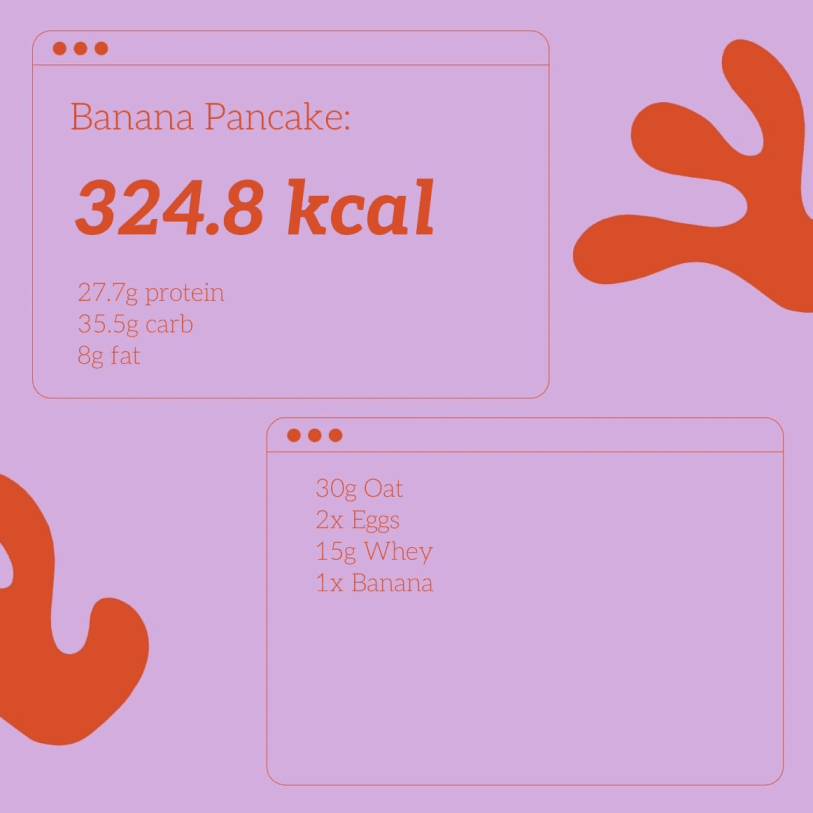 Banana Pancake:
324.8 kcal
27.7g protein
35.5g carb
8g fat
30g Oat
2x Eggs
15g Whey
1x Banana